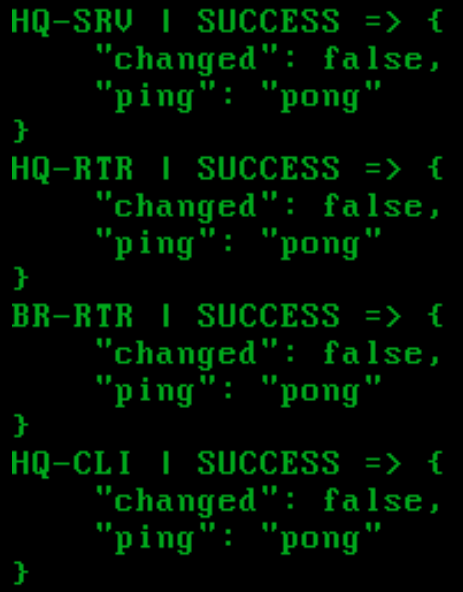 HQ-SRV | SUCCESS => {
    "changed": false,
    "ping": "pong"
}
HQ-RTR | SUCCESS => {
    "changed": false,
    "ping": "pong"
}
BR-RTR | SUCCESS => {
    "changed": false,
    "ping": "pong"
}
HQ-CLI | SUCCESS => {
    "changed": false,
    "ping": "pong"
}